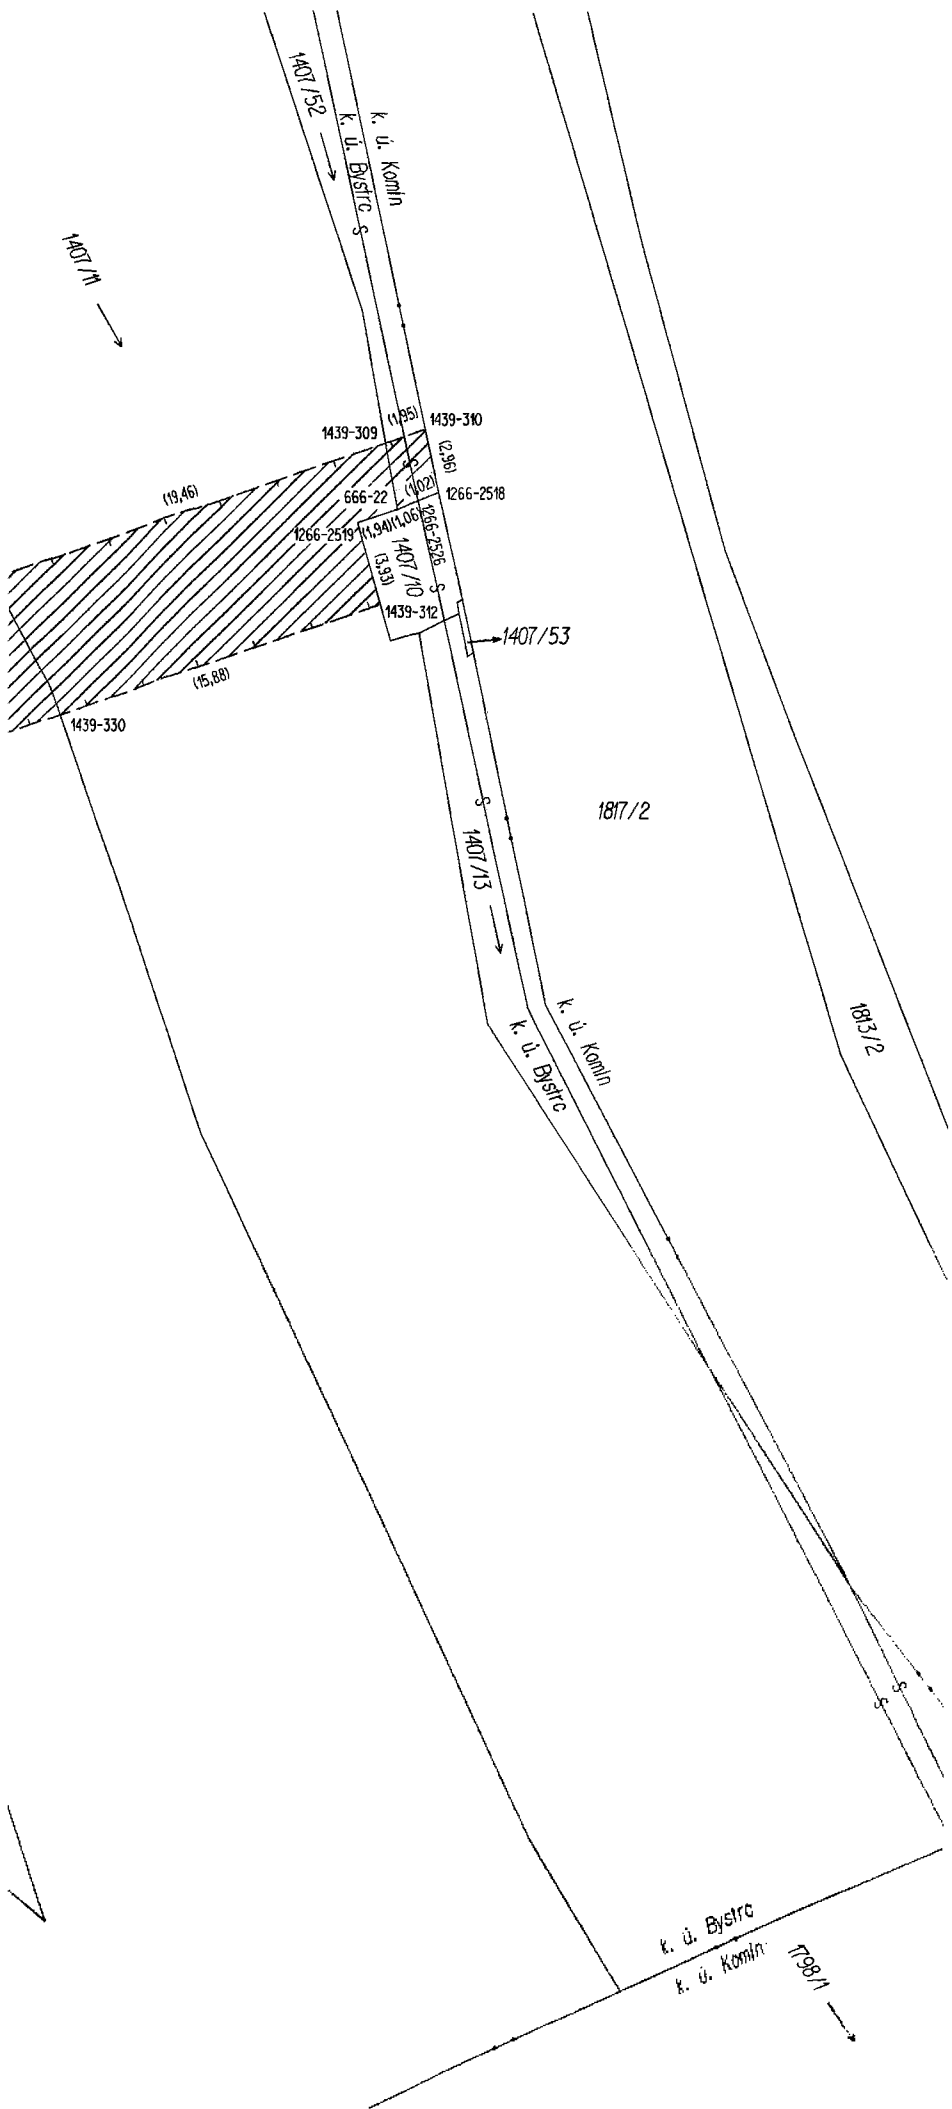 1407/52
k. ú. Bystrc
k. ú. Komín
S
1407/11
(1,95)
1439-310
1439-309
(2,96)
S
(19,46)
666-22
(1,02)
1266-2518
1266-2519
(1,94)
(1,06)
1266-2526
1407/10
(3,93)
S
1439-312
1407/53
(15,88)
1439-330
S
1817/2
1407/13
k. ú. Komín
k. ú. Bystrc
1813/2
S
S
k. ú. Bystrc
k. ú. Komín
1798/1